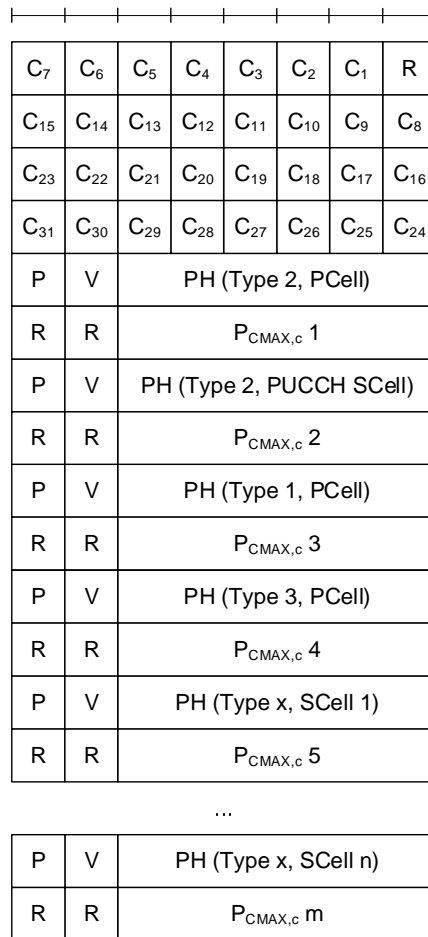 C7 C6 C5 C4 C3 C2 C1 R
C15 C14 C13 C12 C11 C10 C9 C8
C23 C22 C21 C20 C19 C18 C17 C16
C31 C30 C29 C28 C27 C26 C25 C24
P V PH (Type 2, PCell)
R R PCMAX,c 1
P V PH (Type 2, PUCCH SCell)
R R PCMAX,c 2
P V PH (Type 1, PCell)
R R PCMAX,c 3
P V PH (Type 3, PCell)
R R PCMAX,c 4
P V PH (Type x, SCell 1)
R R PCMAX,c 5
...
P V PH (Type x, SCell n)
R R PCMAX,c m